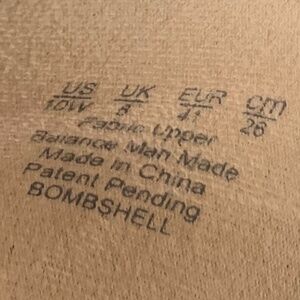 US UK EUR cm
10W 8 41 26
Fabric Upper
Balance Man Made
Made in China
Patent Pending
BOMBSHELL